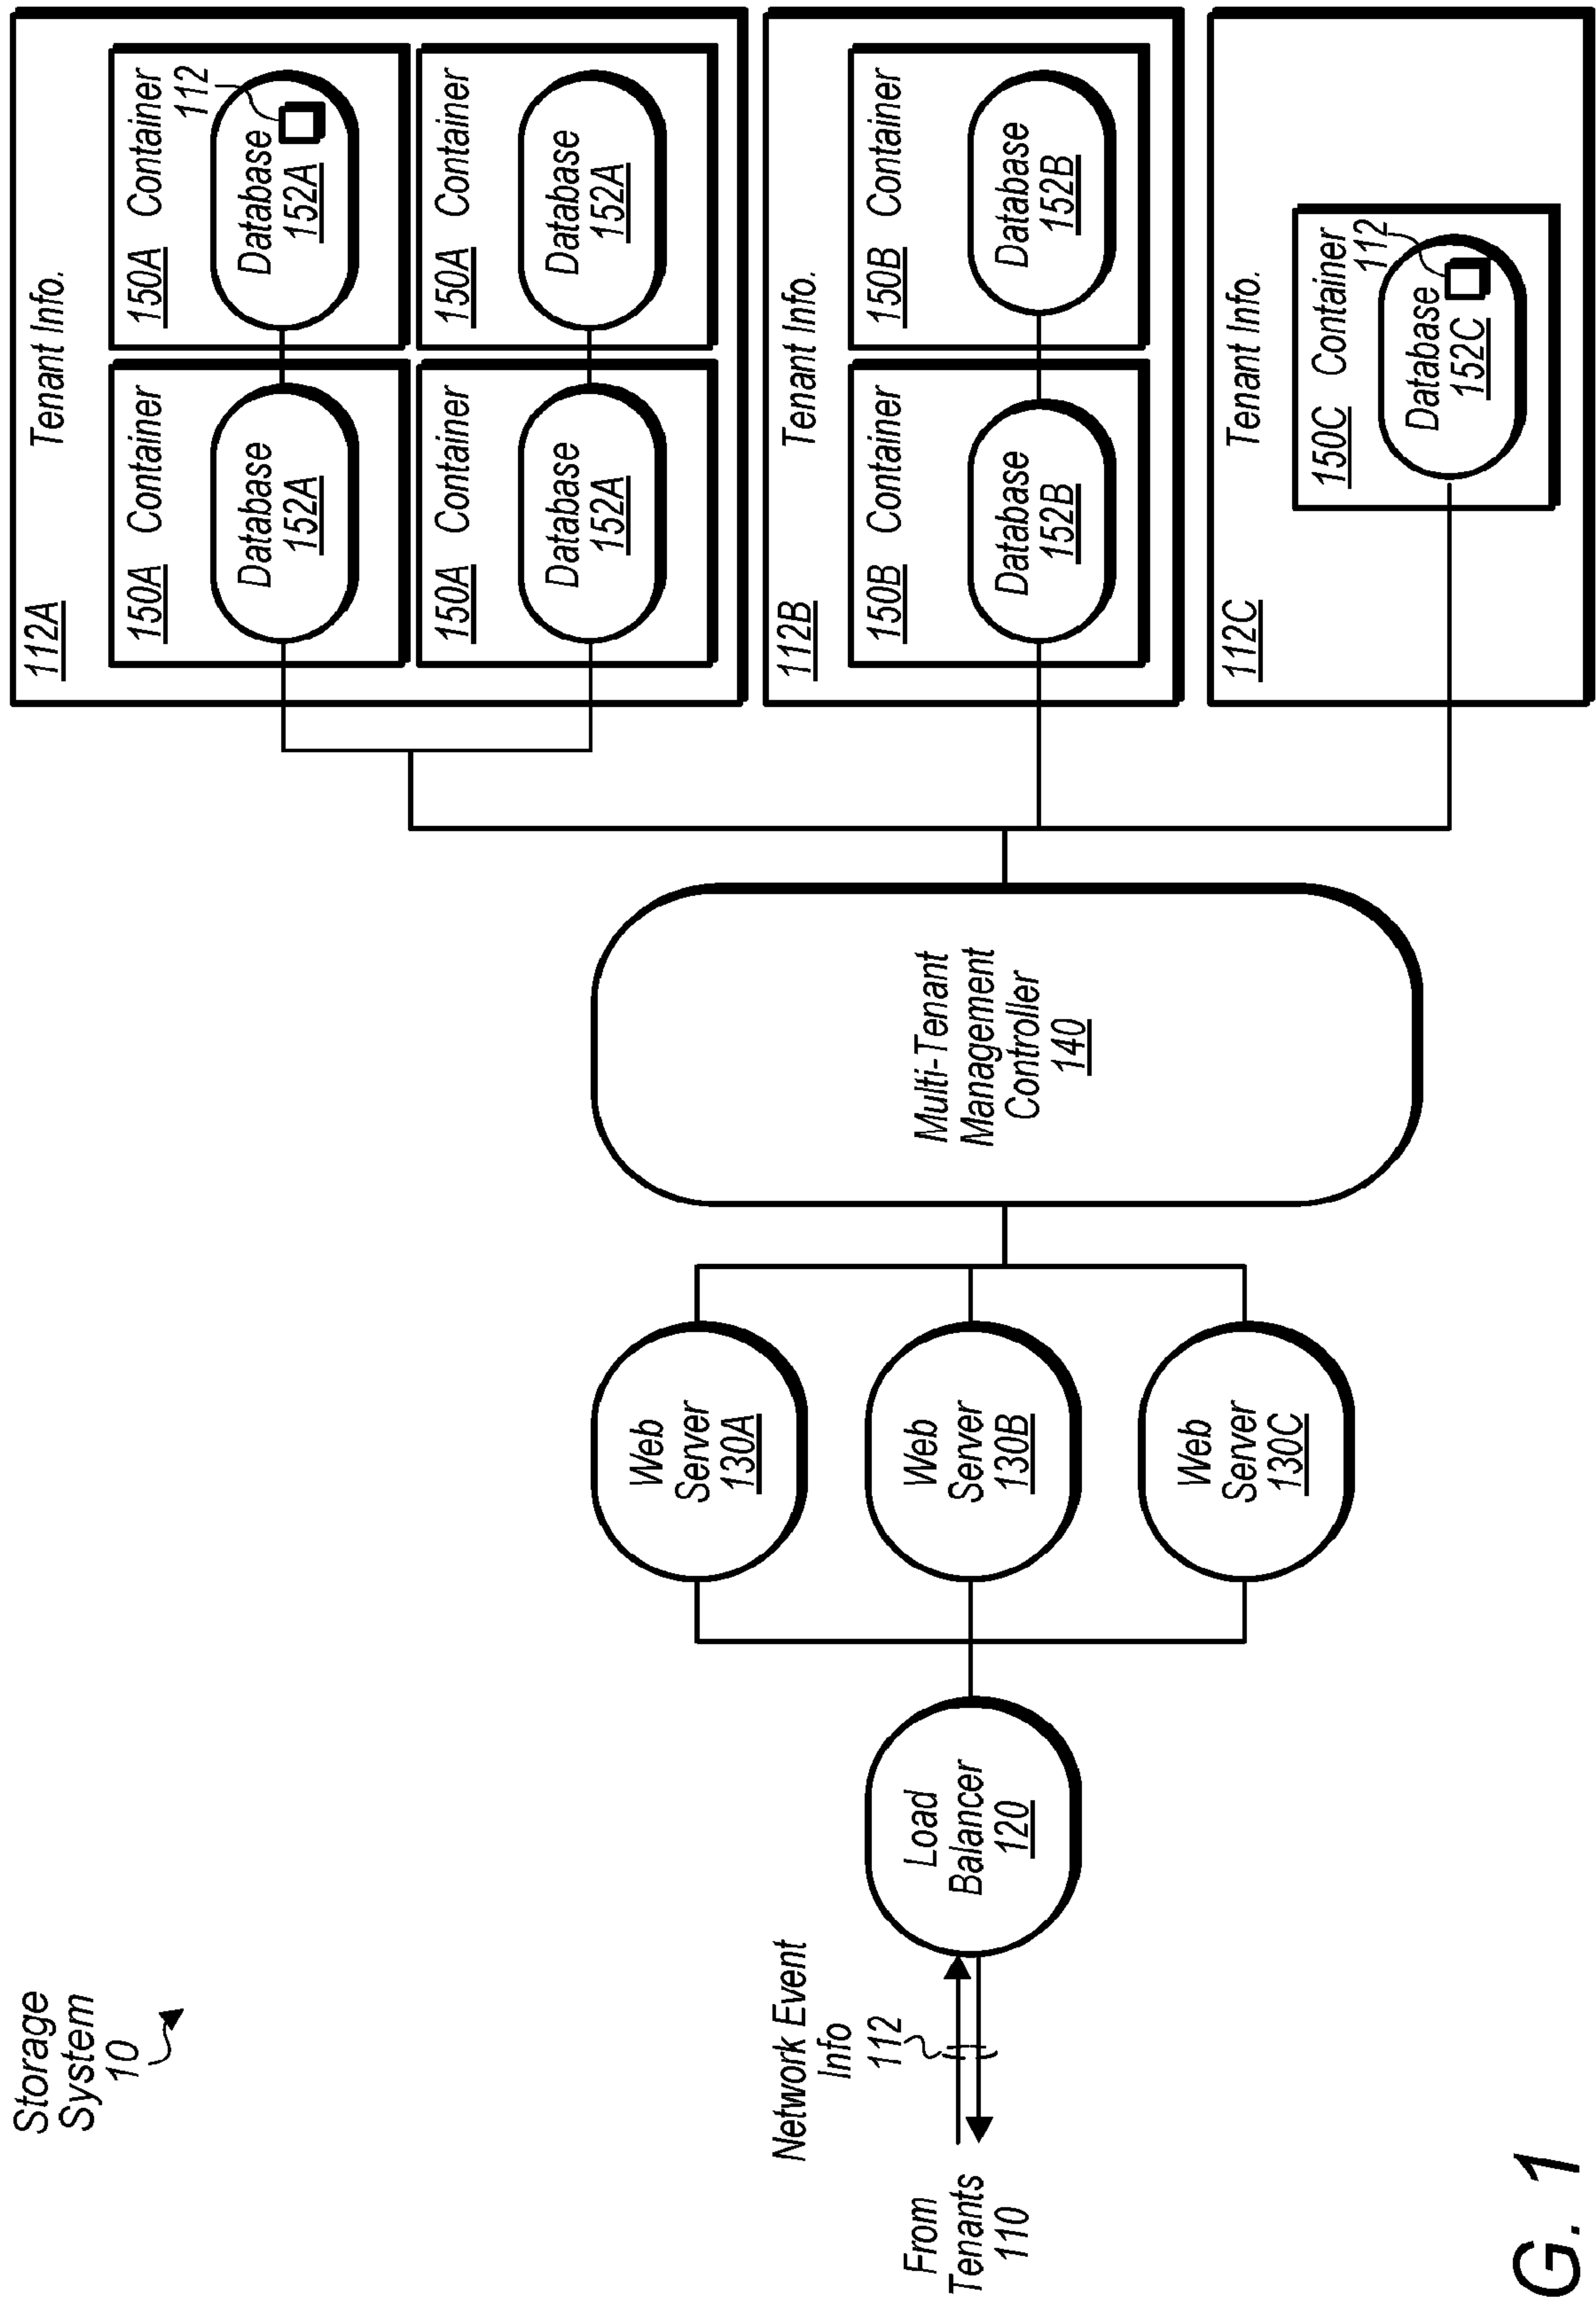 Storage
System
10
From
Tenants
110
Network Event
Info
112
Load
Balancer
120
Web
Server
130A
Web
Server
130B
Web
Server
130C
Multi-Tenant
Management
Controller
140
112A
Tenant Info.
150A Container
Database
152A
150A Container
112
Database
152A
150A Container
Database
152A
150A Container
Database
152A
112B
Tenant Info.
150B Container
Database
152B
150B Container
Database
152B
112C
Tenant Info.
150C Container
112
Database
152C
G. 1